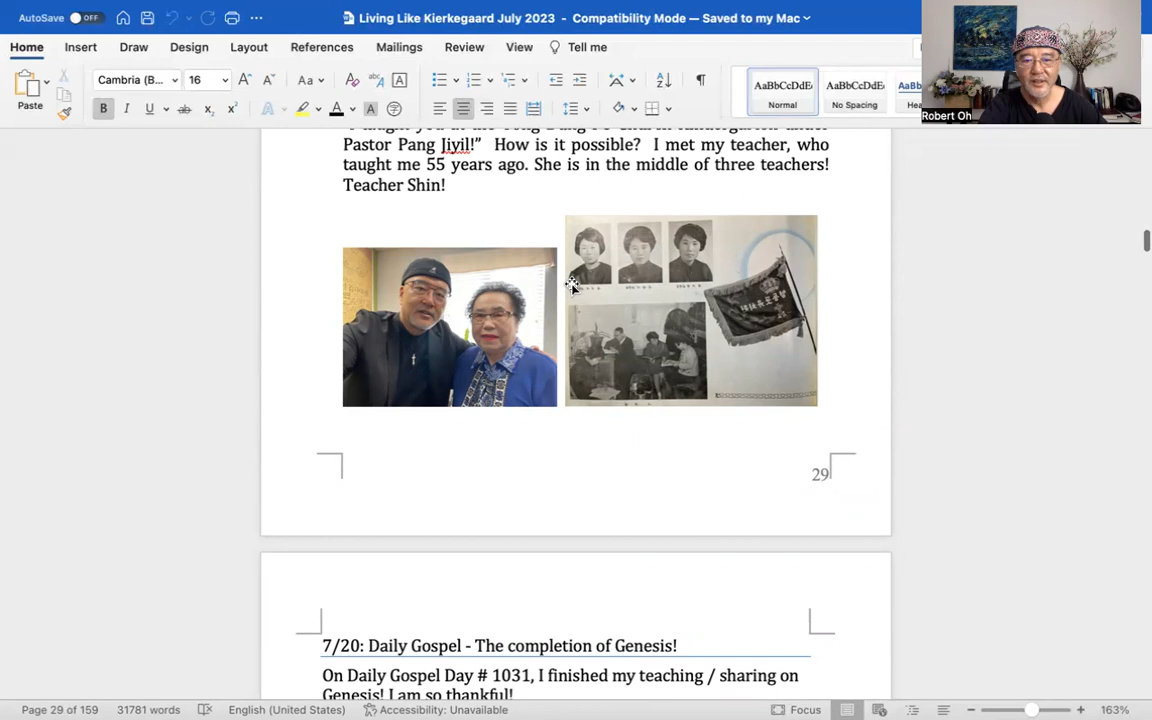 AutoSave OFF
Living Like Kierkegaard July 2023 - Compatibility Mode — Saved to my Mac
Home Insert Draw Design Layout References Mailings Review View Tell me
Paste
Cambria (B... 16
AaBbCcDdE AaBbCcDdE AaBbC
Normal No Spacing Hea
Robert Oh
Pastor Pang Jiyil!” How is it possible? I met my teacher, who
taught me 55 years ago. She is in the middle of three teachers!
Teacher Shin!
29
7/20: Daily Gospel - The completion of Genesis!
On Daily Gospel Day # 1031, I finished my teaching / sharing on
Genesis! I am so thankful!
Page 29 of 159 31781 words English (United States) Accessibility: Unavailable Focus 163%